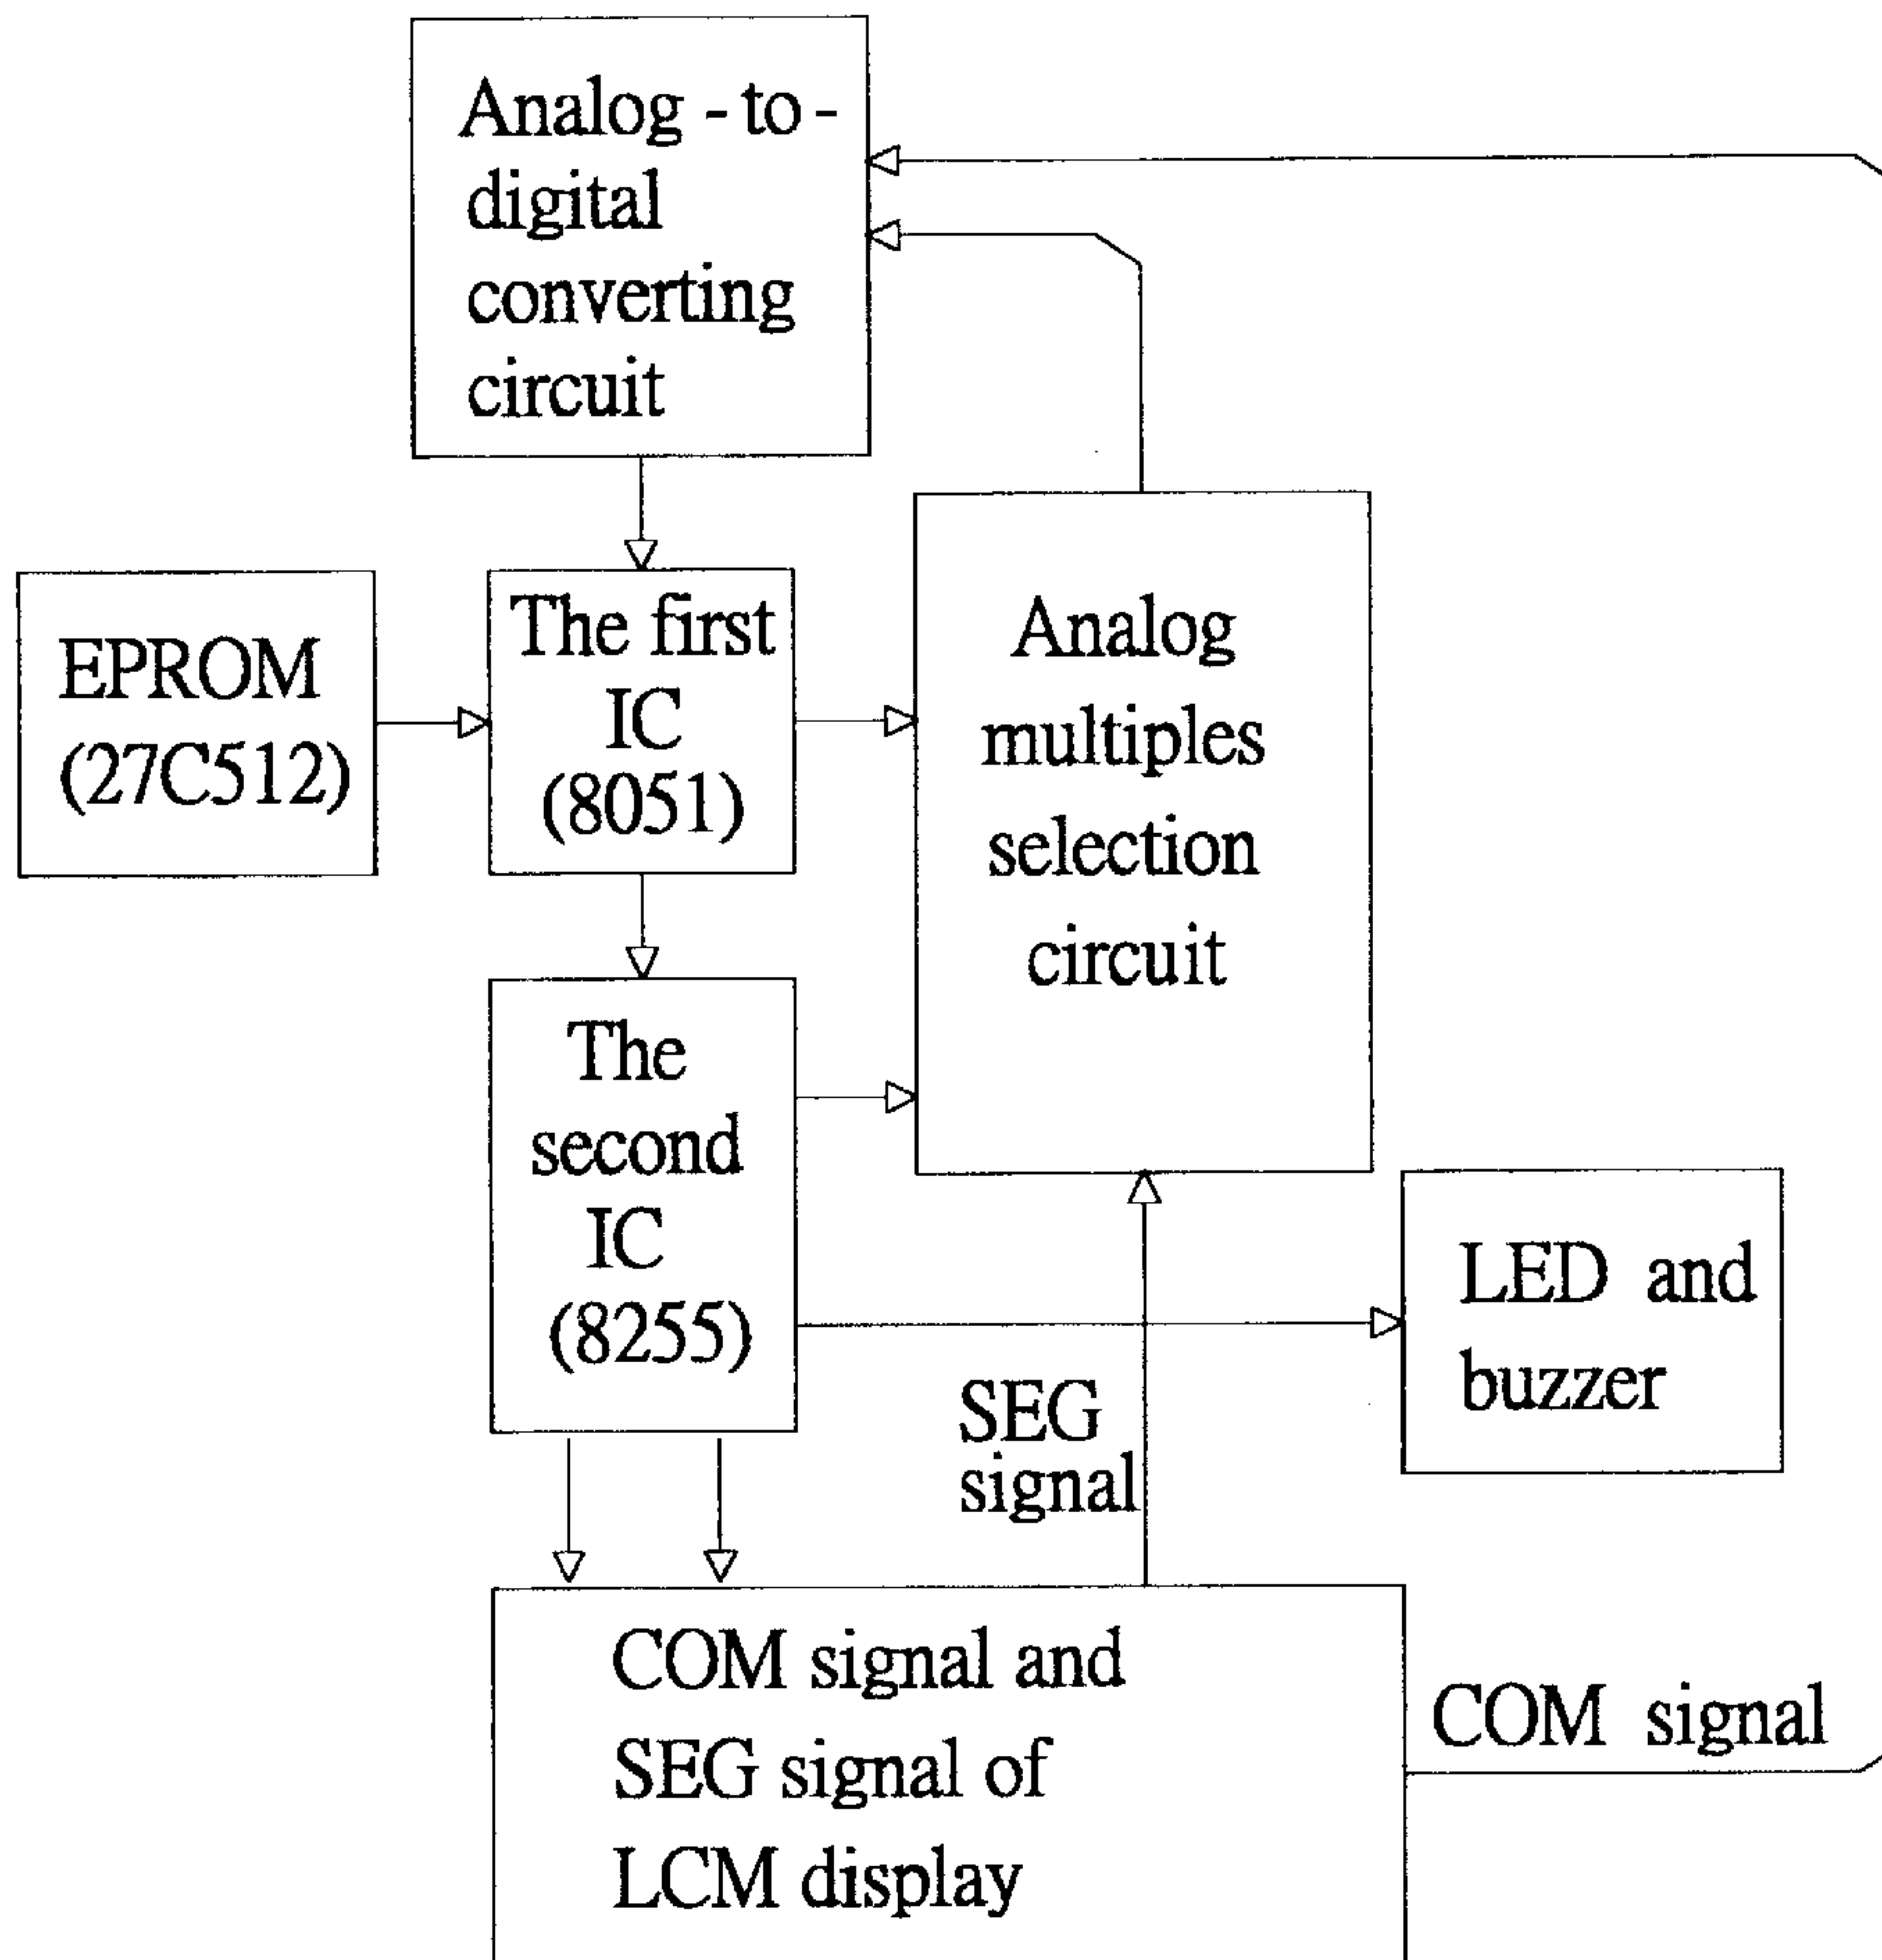 Analog - to -
digital
converting
circuit
EPROM
(27C512)
The first
IC
(8051)
Analog
multiples
selection
circuit
The
second
IC
(8255)
LED and
buzzer
SEG
signal
COM signal and
SEG signal of
LCM display
COM signal